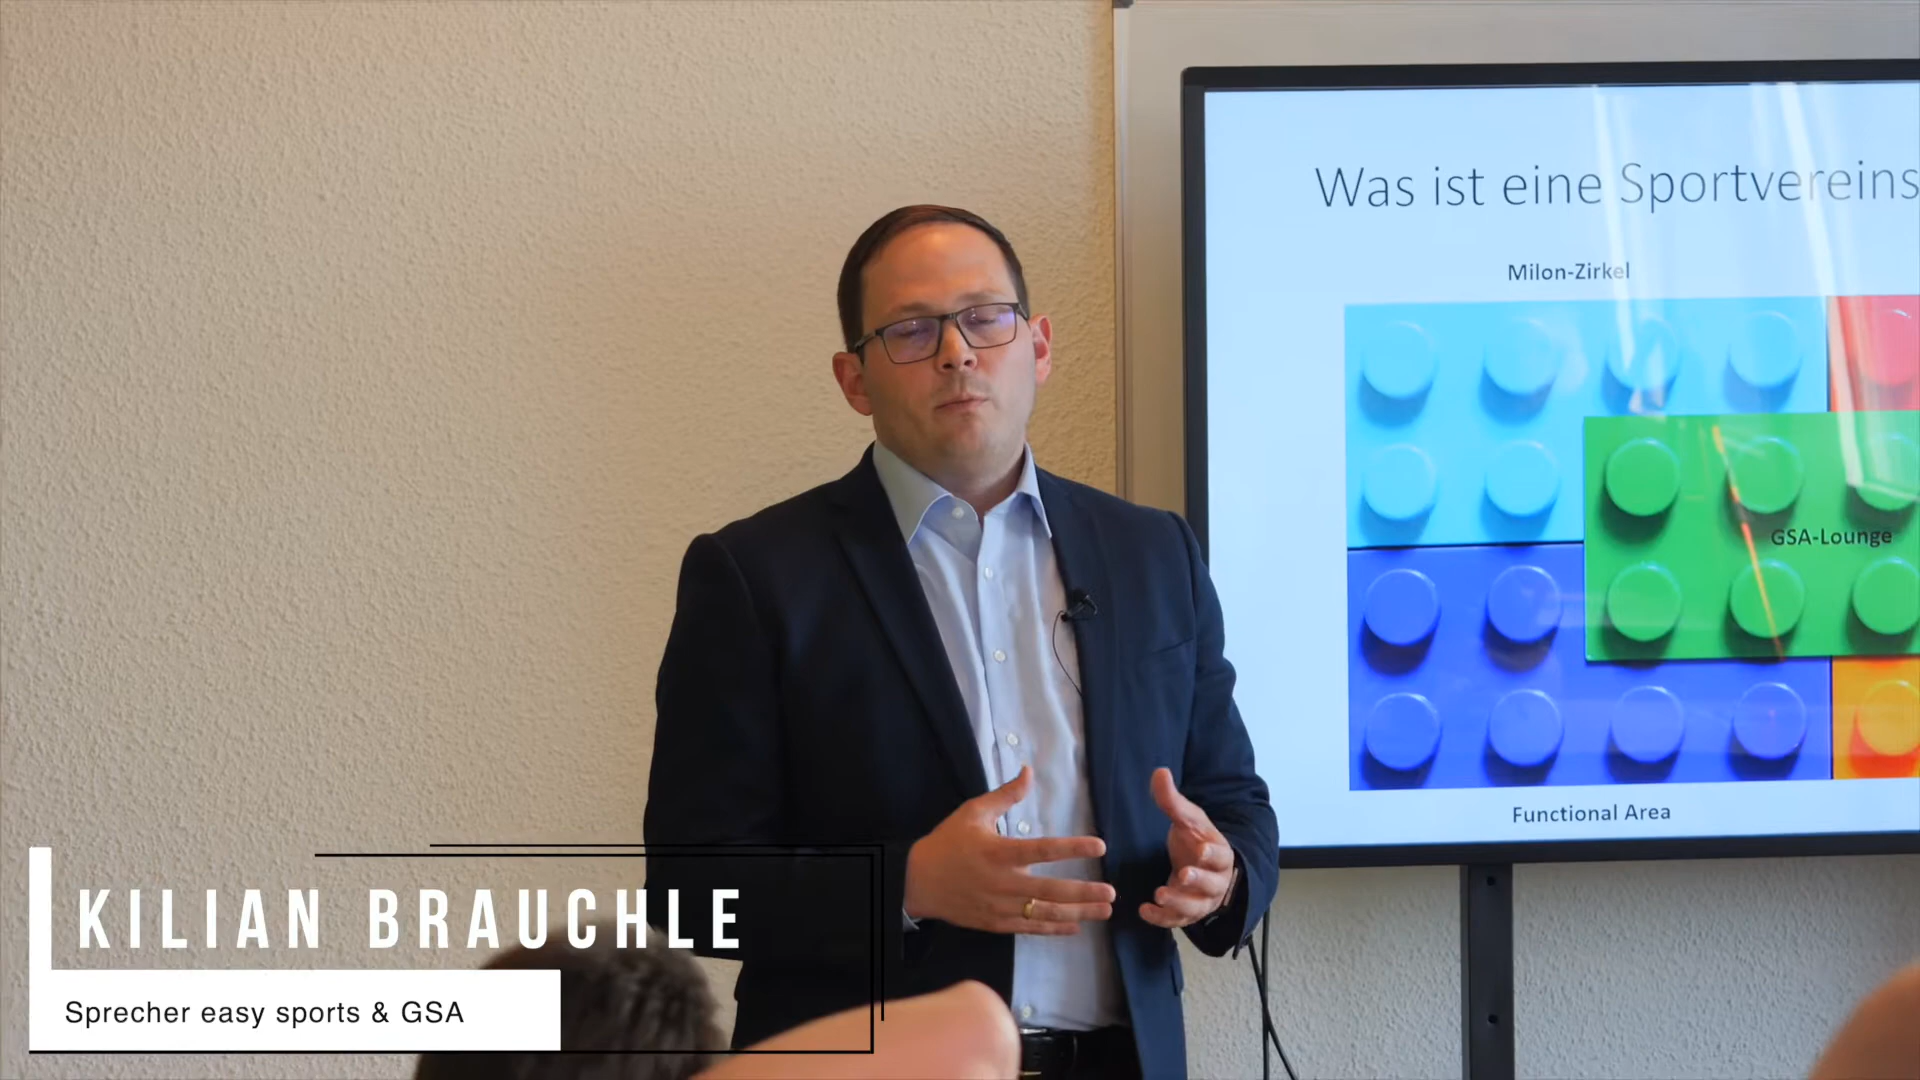 Was ist eine Sportvereins
Milon-Zirkel
GSA-Lounge
Functional Area
KILIAN BRAUCHLE
Sprecher easy sports & GSA